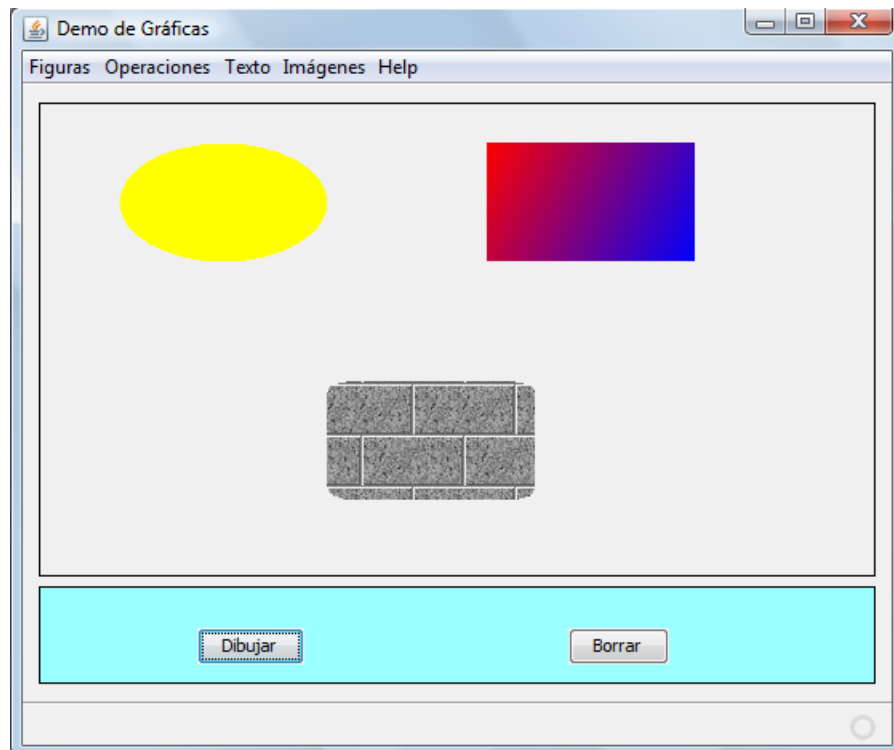 Demo de Gráficas
Figuras Operaciones Texto Imágenes Help
Dibujar Borrar